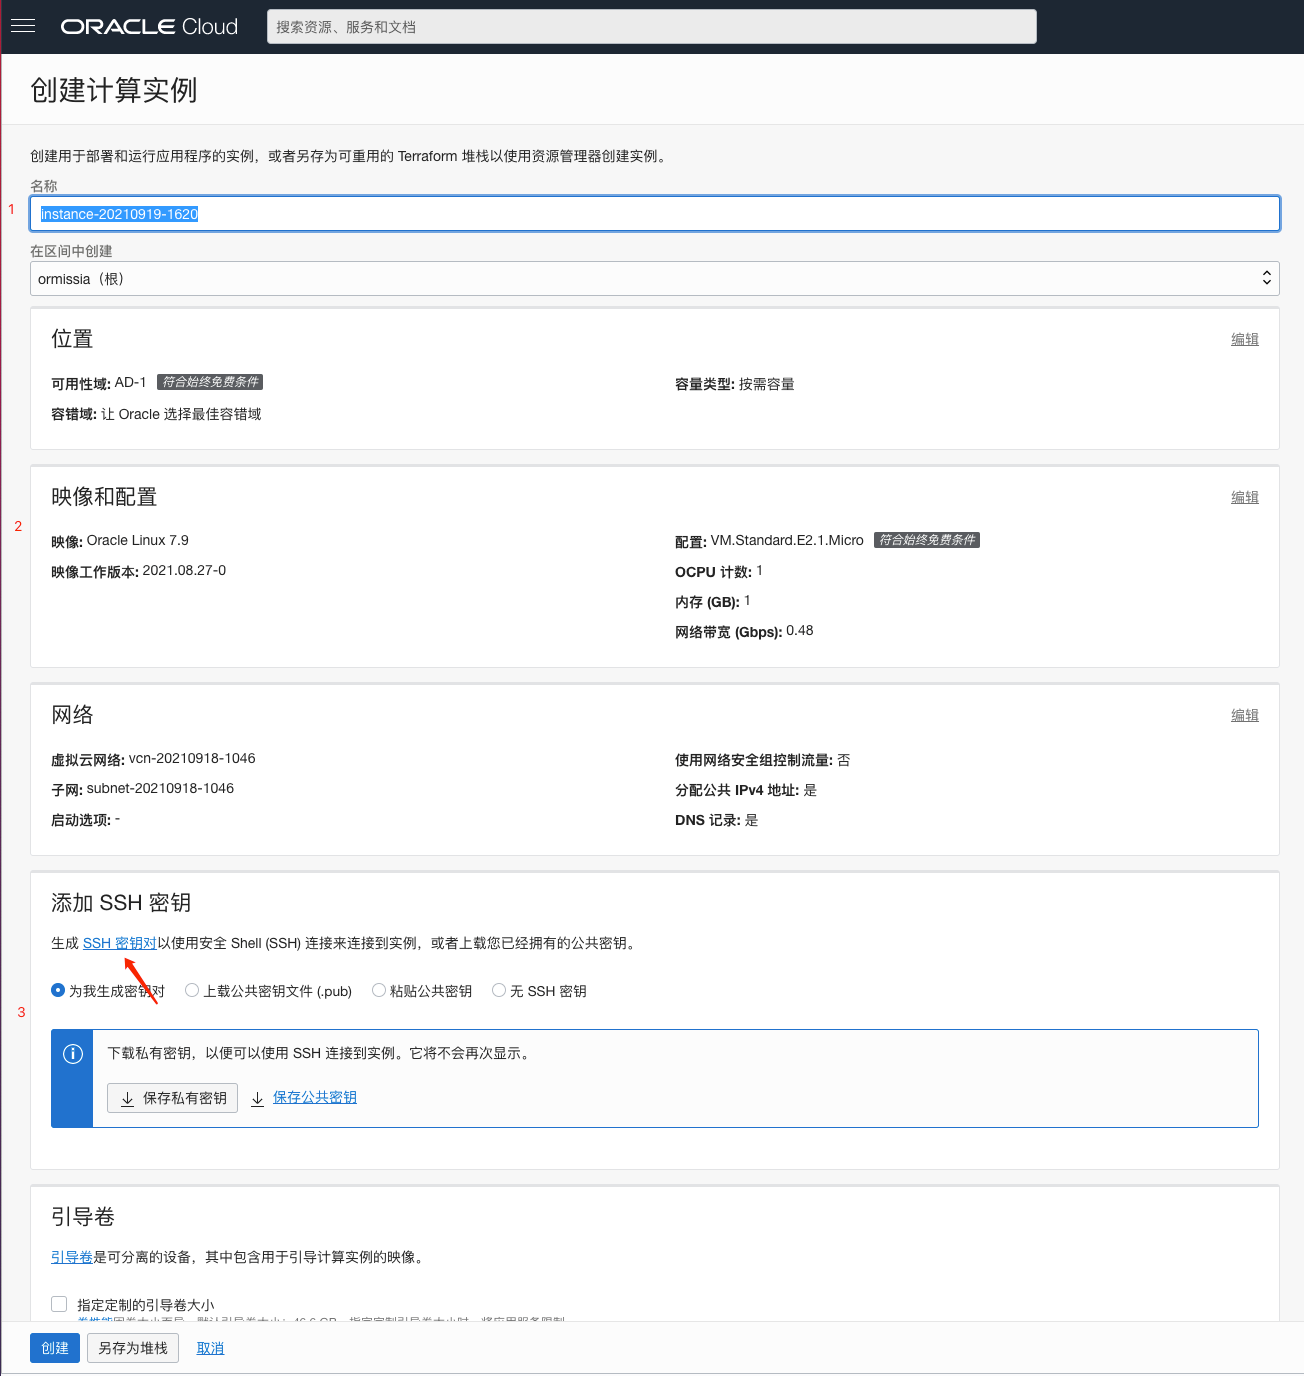 ORACLE Cloud
搜索资源、服务和文档
创建计算实例
创建用于部署和运行应用程序的实例，或者另存为可重用的 Terraform 堆栈以使用资源管理器创建实例。
名称
1
instance-20210919-1620
在区间中创建
ormissia（根）
位置
编辑
可用性域: AD-1 符合始终免费条件
容量类型: 按需容量
容错域: 让 Oracle 选择最佳容错域
映像和配置
编辑
2
映像: Oracle Linux 7.9
配置: VM.Standard.E2.1.Micro 符合始终免费条件
映像工作版本: 2021.08.27-0
OCPU 计数: 1
内存 (GB): 1
网络带宽 (Gbps): 0.48
网络
编辑
虚拟云网络: vcn-20210918-1046
使用网络安全组控制流量: 否
子网: subnet-20210918-1046
分配公共 IPv4 地址: 是
启动选项: -
DNS 记录: 是
添加 SSH 密钥
生成 SSH 密钥对以使用安全 Shell (SSH) 连接来连接到实例，或者上载您已经拥有的公共密钥。
为我生成密钥对 上载公共密钥文件 (.pub) 粘贴公共密钥 无 SSH 密钥
3
下载私有密钥，以便可以使用 SSH 连接到实例。它将不会再次显示。
保存私有密钥 保存公共密钥
引导卷
引导卷是可分离的设备，其中包含用于引导计算实例的映像。
指定定制的引导卷大小
创建 另存为堆栈 取消